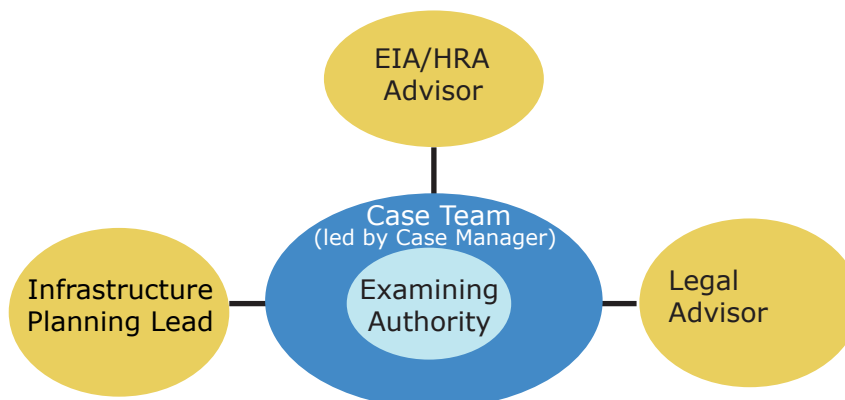 EIA/HRA
Advisor
Case Team
(led by Case Manager)
Infrastructure
Planning Lead
Examining
Authority
Legal
Advisor